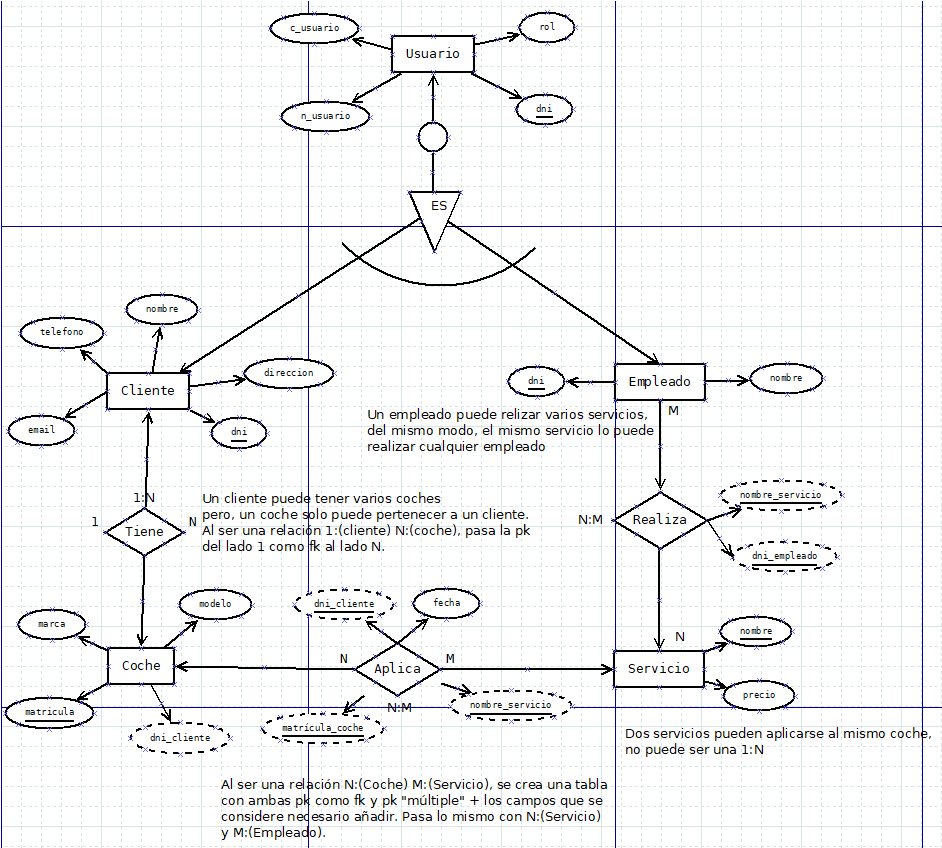 c_usuario
rol
Usuario
n_usuario
dni
ES
nombre
telefono
direccion
Cliente
email
dni
dni
Empleado
nombre
M
Un empleado puede relizar varios servicios,
del mismo modo, el mismo servicio lo puede
realizar cualquier empleado
1:N
1
Tiene
N
Un cliente puede tener varios coches
pero, un coche solo puede pertenecer a un cliente.
Al ser una relación 1:(cliente) N:(coche), pasa la pk
del lado 1 como fk al lado N.
N:M
Realiza
nombre_servicio
dni_empleado
marca
modelo
dni_cliente
fecha
Coche
N
Aplica
M
N:M
N
Servicio
nombre
precio
matricula
dni_cliente
matricula_coche
nombre_servicio
Dos servicios pueden aplicarse al mismo coche,
no puede ser una 1:N
Al ser una relación N:(Coche) M:(Servicio), se crea una tabla
con ambas pk como fk y pk "múltiple" + los campos que se
considere necesario añadir. Pasa lo mismo con N:(Servicio)
y M:(Empleado).